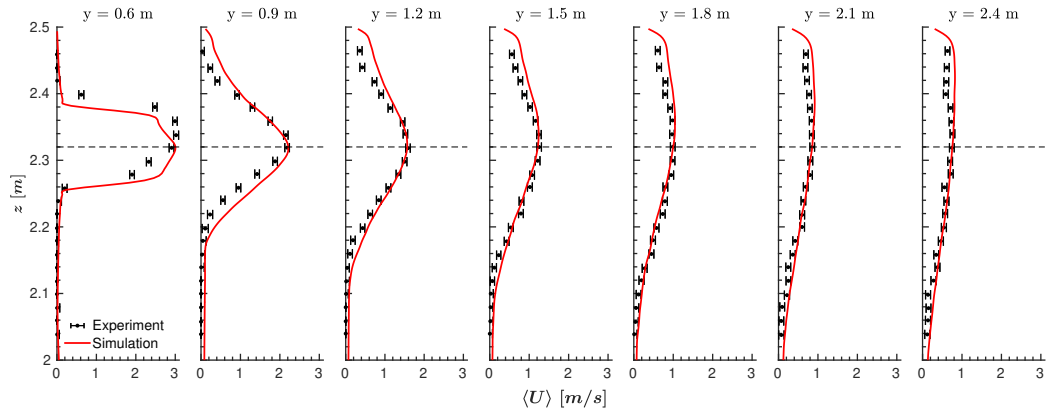 y = 0.6 m y = 0.9 m y = 1.2 m y = 1.5 m y = 1.8 m y = 2.1 m y = 2.4 m
2.5
2.4
2.3
2.2
2.1
2
z [m]
Experiment
Simulation
0 1 2 3 0 1 2 3 0 1 2 3 0 1 2 3 0 1 2 3 0 1 2 3 0 1 2 3
⟨U⟩ [m/s]